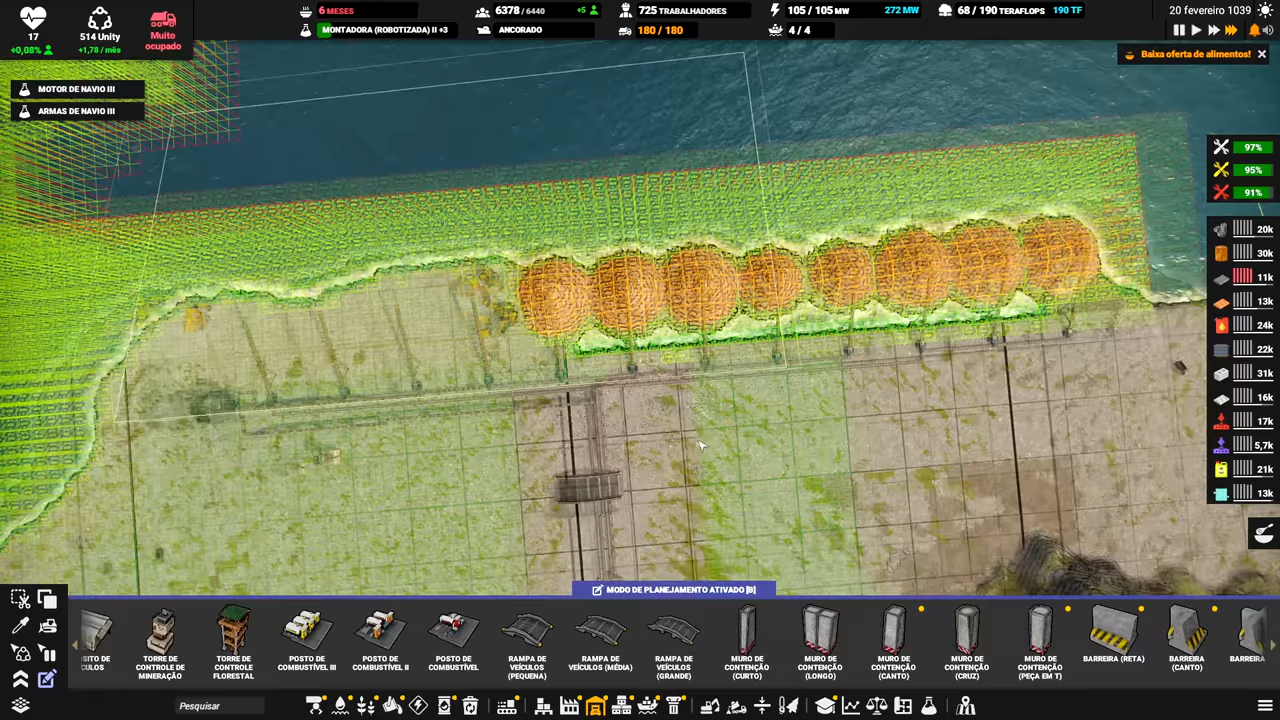 17
+0,08%
514 Unity
+1,78 / mês
Muito
ocupado
6 MESES
MONTADORA (ROBOTIZADA) II +3
6378 / 6440
+5
ANCORADO
725 TRABALHADORES
180 / 180
105 / 105 MW
272 MW
4 / 4
68 / 190 TERAFLOPS
190 TF
20 fevereiro 1039
Baixa oferta de alimentos!
MOTOR DE NAVIO III
ARMAS DE NAVIO III
97%
95%
91%
20k
30k
11k
13k
24k
22k
31k
16k
17k
5,7k
21k
13k
MODO DE PLANEJAMENTO ATIVADO [B]
SITO DE
CULOS
TORRE DE
CONTROLE DE
MINERAÇÃO
TORRE DE
CONTROLE
FLORESTAL
POSTO DE
COMBUSTÍVEL III
POSTO DE
COMBUSTÍVEL II
POSTO DE
COMBUSTÍVEL
RAMPA DE
VEÍCULOS
(PEQUENA)
RAMPA DE
VEÍCULOS (MÉDIA)
RAMPA DE
VEÍCULOS
(GRANDE)
MURO DE
CONTENÇÃO
(CURTO)
MURO DE
CONTENÇÃO
(LONGO)
MURO DE
CONTENÇÃO
(CANTO)
MURO DE
CONTENÇÃO
(CRUZ)
MURO DE
CONTENÇÃO
(PEÇA EM T)
BARREIRA (RETA)
BARREIRA
(CANTO)
BARREIRA
Pesquisar